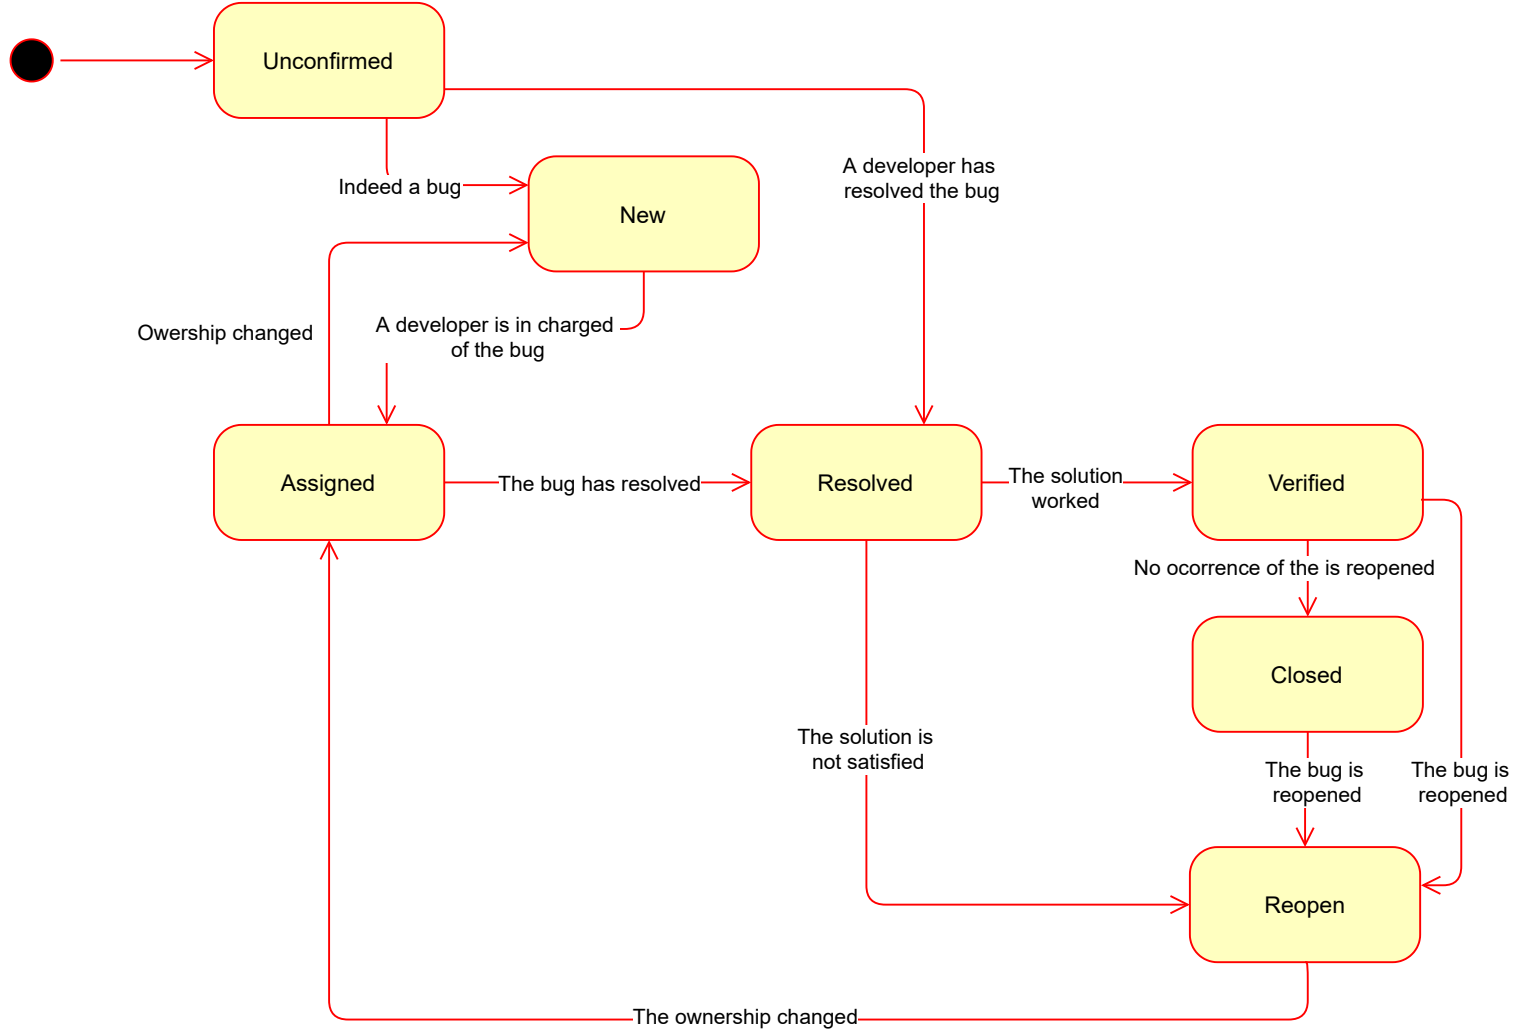 Unconfirmed
A developer has
resolved the bug
Indeed a bug
New
Owership changed
A developer is in charged
of the bug
Assigned
The bug has resolved
Resolved
The solution
worked
Verified
No ocorrence of the is reopened
Closed
The solution is
not satisfied
The bug is
reopened
The bug is
reopened
Reopen
The ownership changed